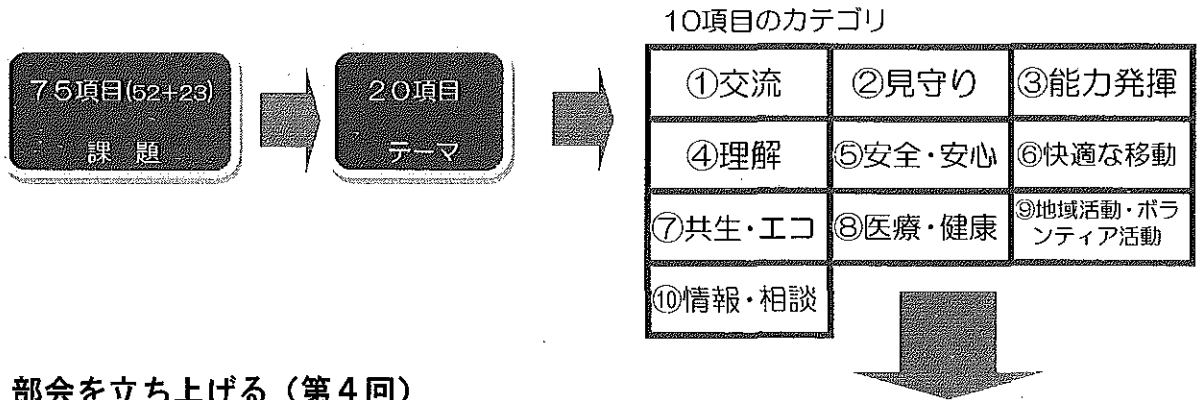 10項目のカテゴリ
75項目(52+23)
課 題
20項目
テーマ
①交流
②見守り
③能力発揮
④理解
⑤安全・安心
⑥快適な移動
⑦共生・エコ
⑧医療・健康
⑨地域活動・ボラ
ンティア活動
⑩情報・相談
部会を立ち上げる(第4回)